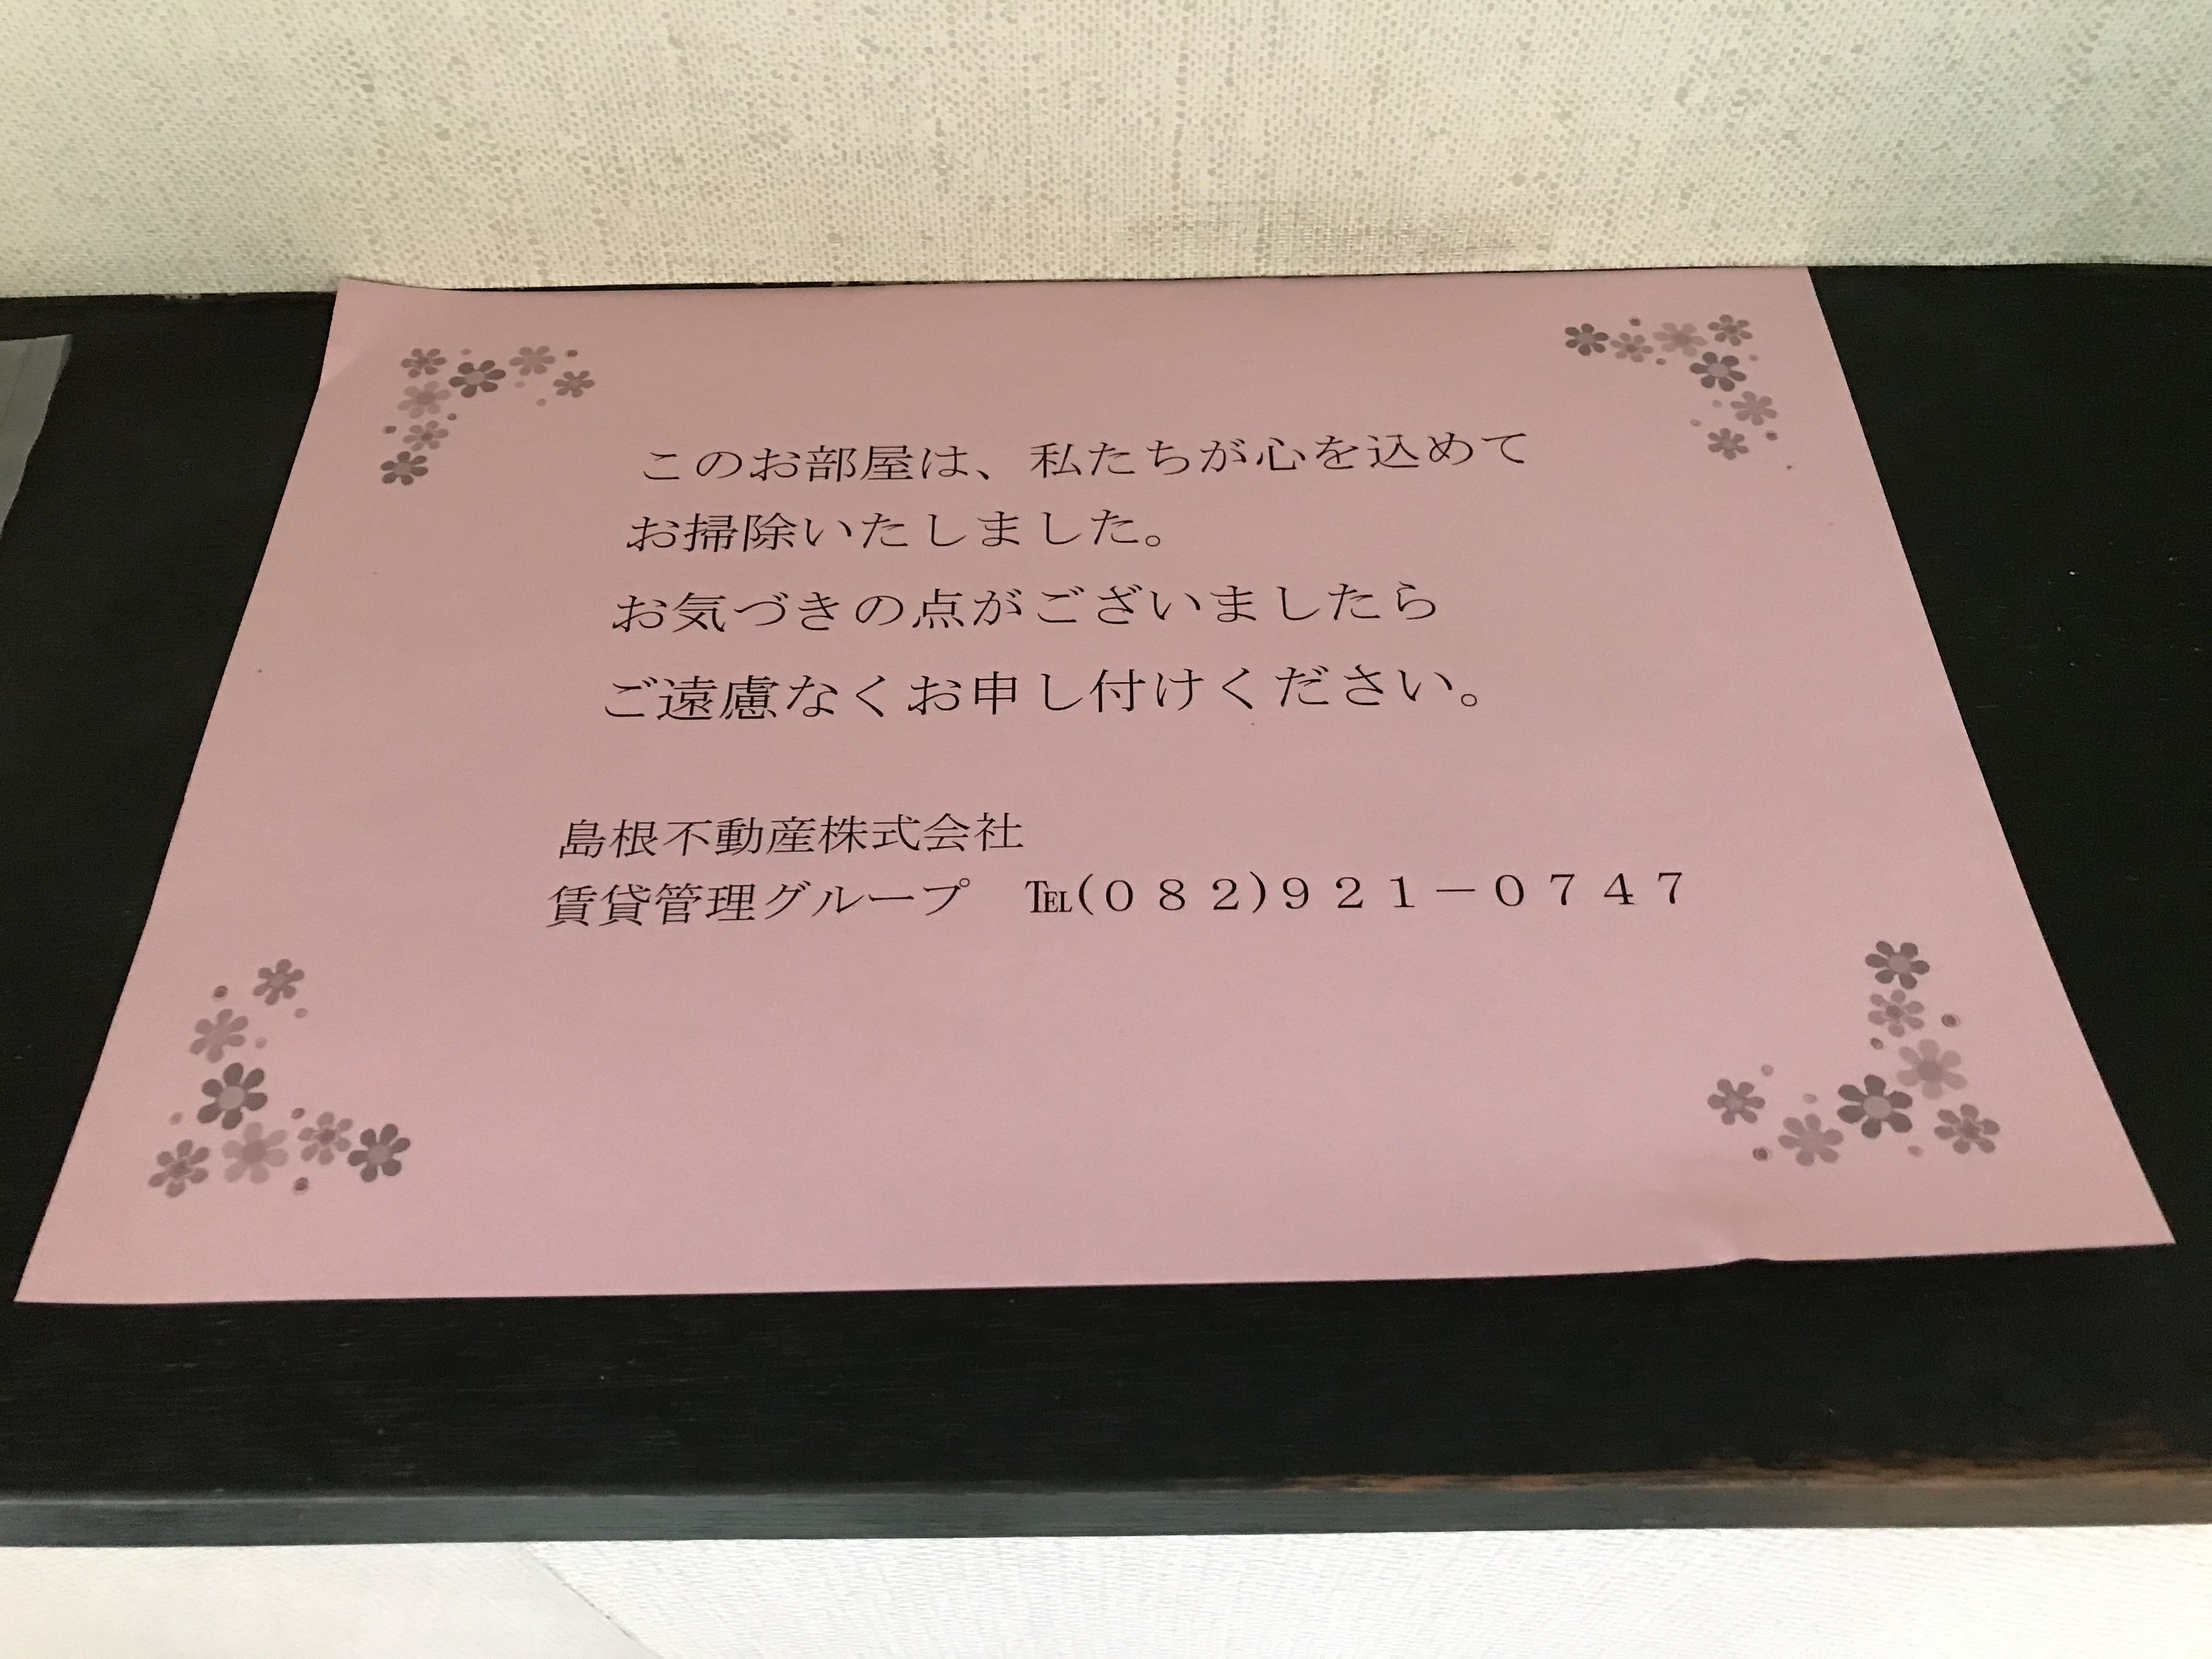 このお部屋は、私たちが心を込めて
お掃除いたしました。
お気づきの点がございましたら
ご遠慮なくお申し付けください。
島根不動産株式会社
賃貸管理グループ　℡(０８２)９２１－０７４７